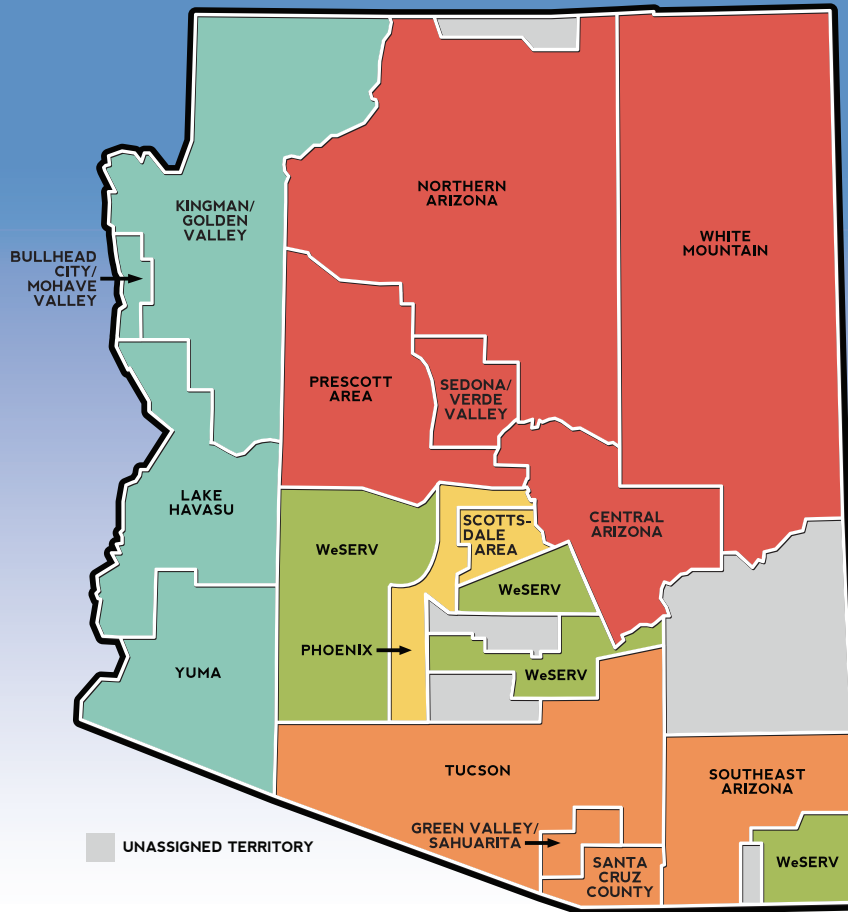 NORTHERN
ARIZONA
KINGMAN/
GOLDEN
VALLEY
WHITE
MOUNTAIN
BULLHEAD
CITY/
MOHAVE
VALLEY
PRESCOTT
AREA
SEDONA/
VERDE
VALLEY
LAKE
HAVASU
WeSERV
SCOTTS-
DALE
AREA
CENTRAL
ARIZONA
WeSERV
PHOENIX
YUMA
WeSERV
TUCSON
SOUTHEAST
ARIZONA
GREEN VALLEY/
SAHUARITA
UNASSIGNED TERRITORY
SANTA
CRUZ
COUNTY
WeSERV